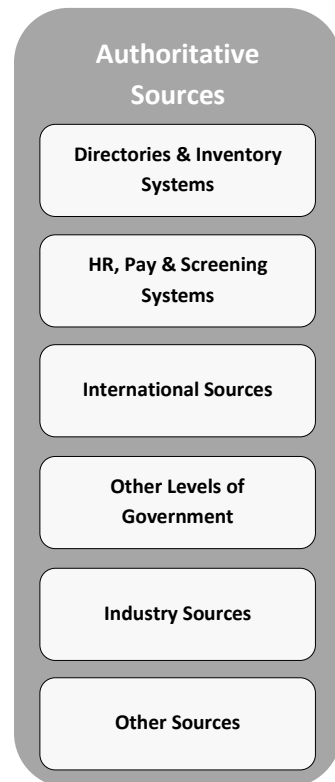 Authoritative
Sources
Directories & Inventory
Systems
HR, Pay & Screening
Systems
International Sources
Other Levels of
Government
Industry Sources
Other Sources